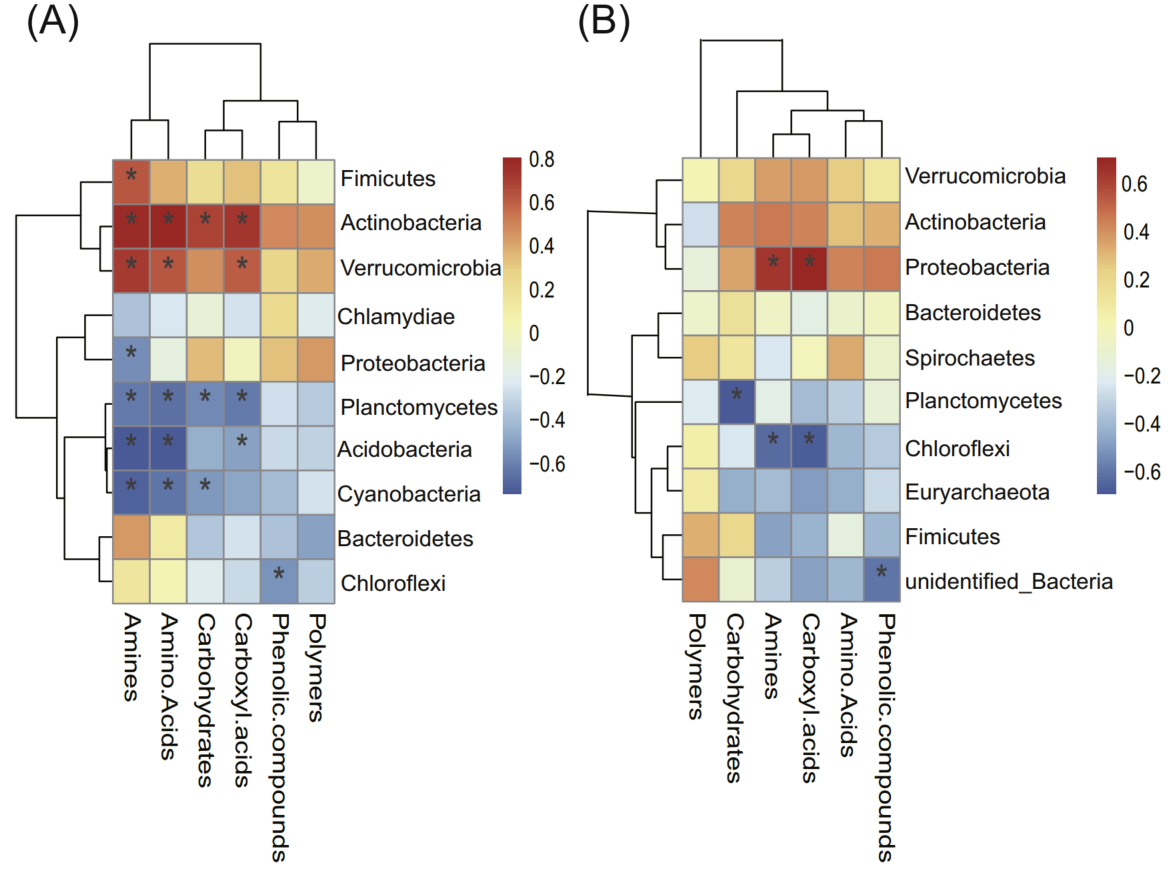 (A)
(B)
0.8
0.6
0.4
0.2
0
−0.2
−0.4
−0.6
Fimicutes
Actinobacteria
Verrucomicrobia
Chlamydiae
Proteobacteria
Planctomycetes
Acidobacteria
Cyanobacteria
Bacteroidetes
Chloroflexi
* 
* * * *
* * *
*
* * * *
* * *
* * *
*
Amines
Amino.Acids
Carbohydrates
Carboxyl.acids
Phenolic.compounds
Polymers
Verrucomicrobia
Actinobacteria
Proteobacteria
Bacteroidetes
Spirochaetes
Planctomycetes
Chloroflexi
Euryarchaeota
Fimicutes
unidentified_Bacteria
* *
*
* *
*
0.6
0.4
0.2
0
−0.2
−0.4
−0.6
Polymers
Carbohydrates
Amines
Carboxyl.acids
Amino.Acids
Phenolic.compounds